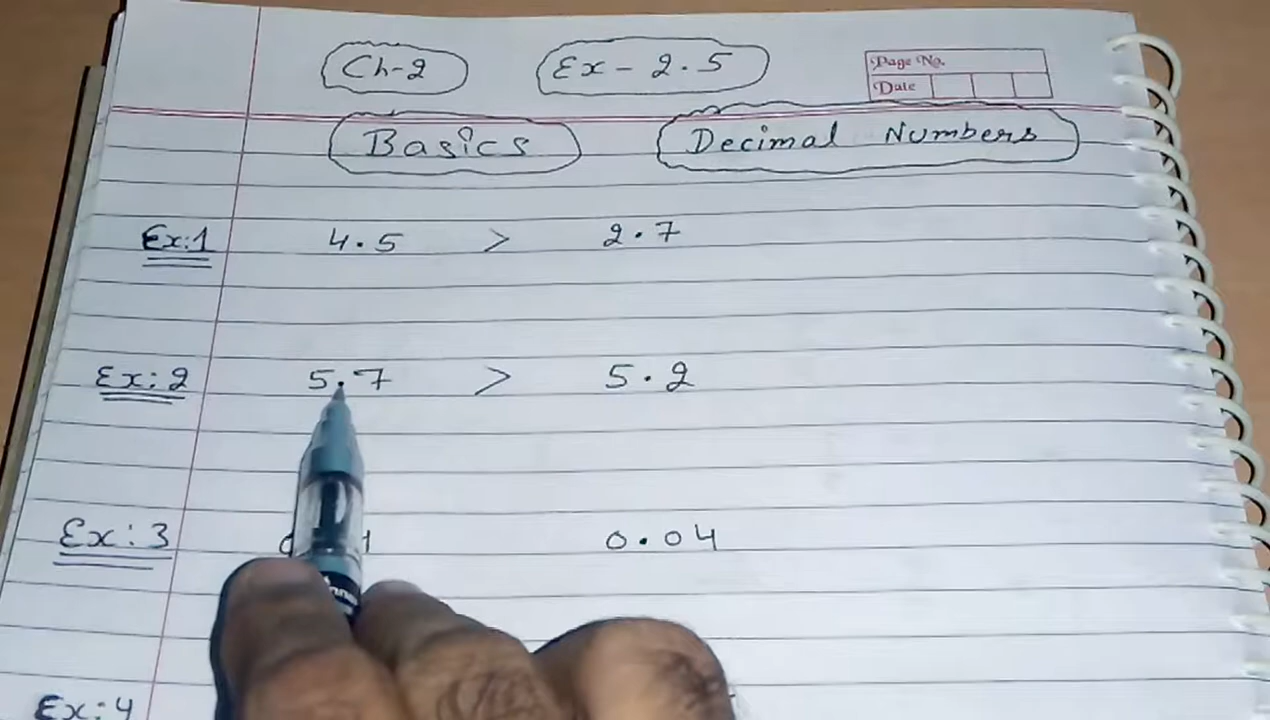 Ch-2 Ex-2.5 Page No.
Date
Basics Decimal Numbers
Ex:1 4.5 > 2.7
Ex:2 5.7 > 5.2
Ex:3 0.04
Ex:4